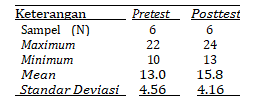 Keterangan Pretest Posttest
Sampel (N) 6 6
Maximum 22 24
Minimum 10 13
Mean 13.0 15.8
Standar Deviasi 4.56 4.16